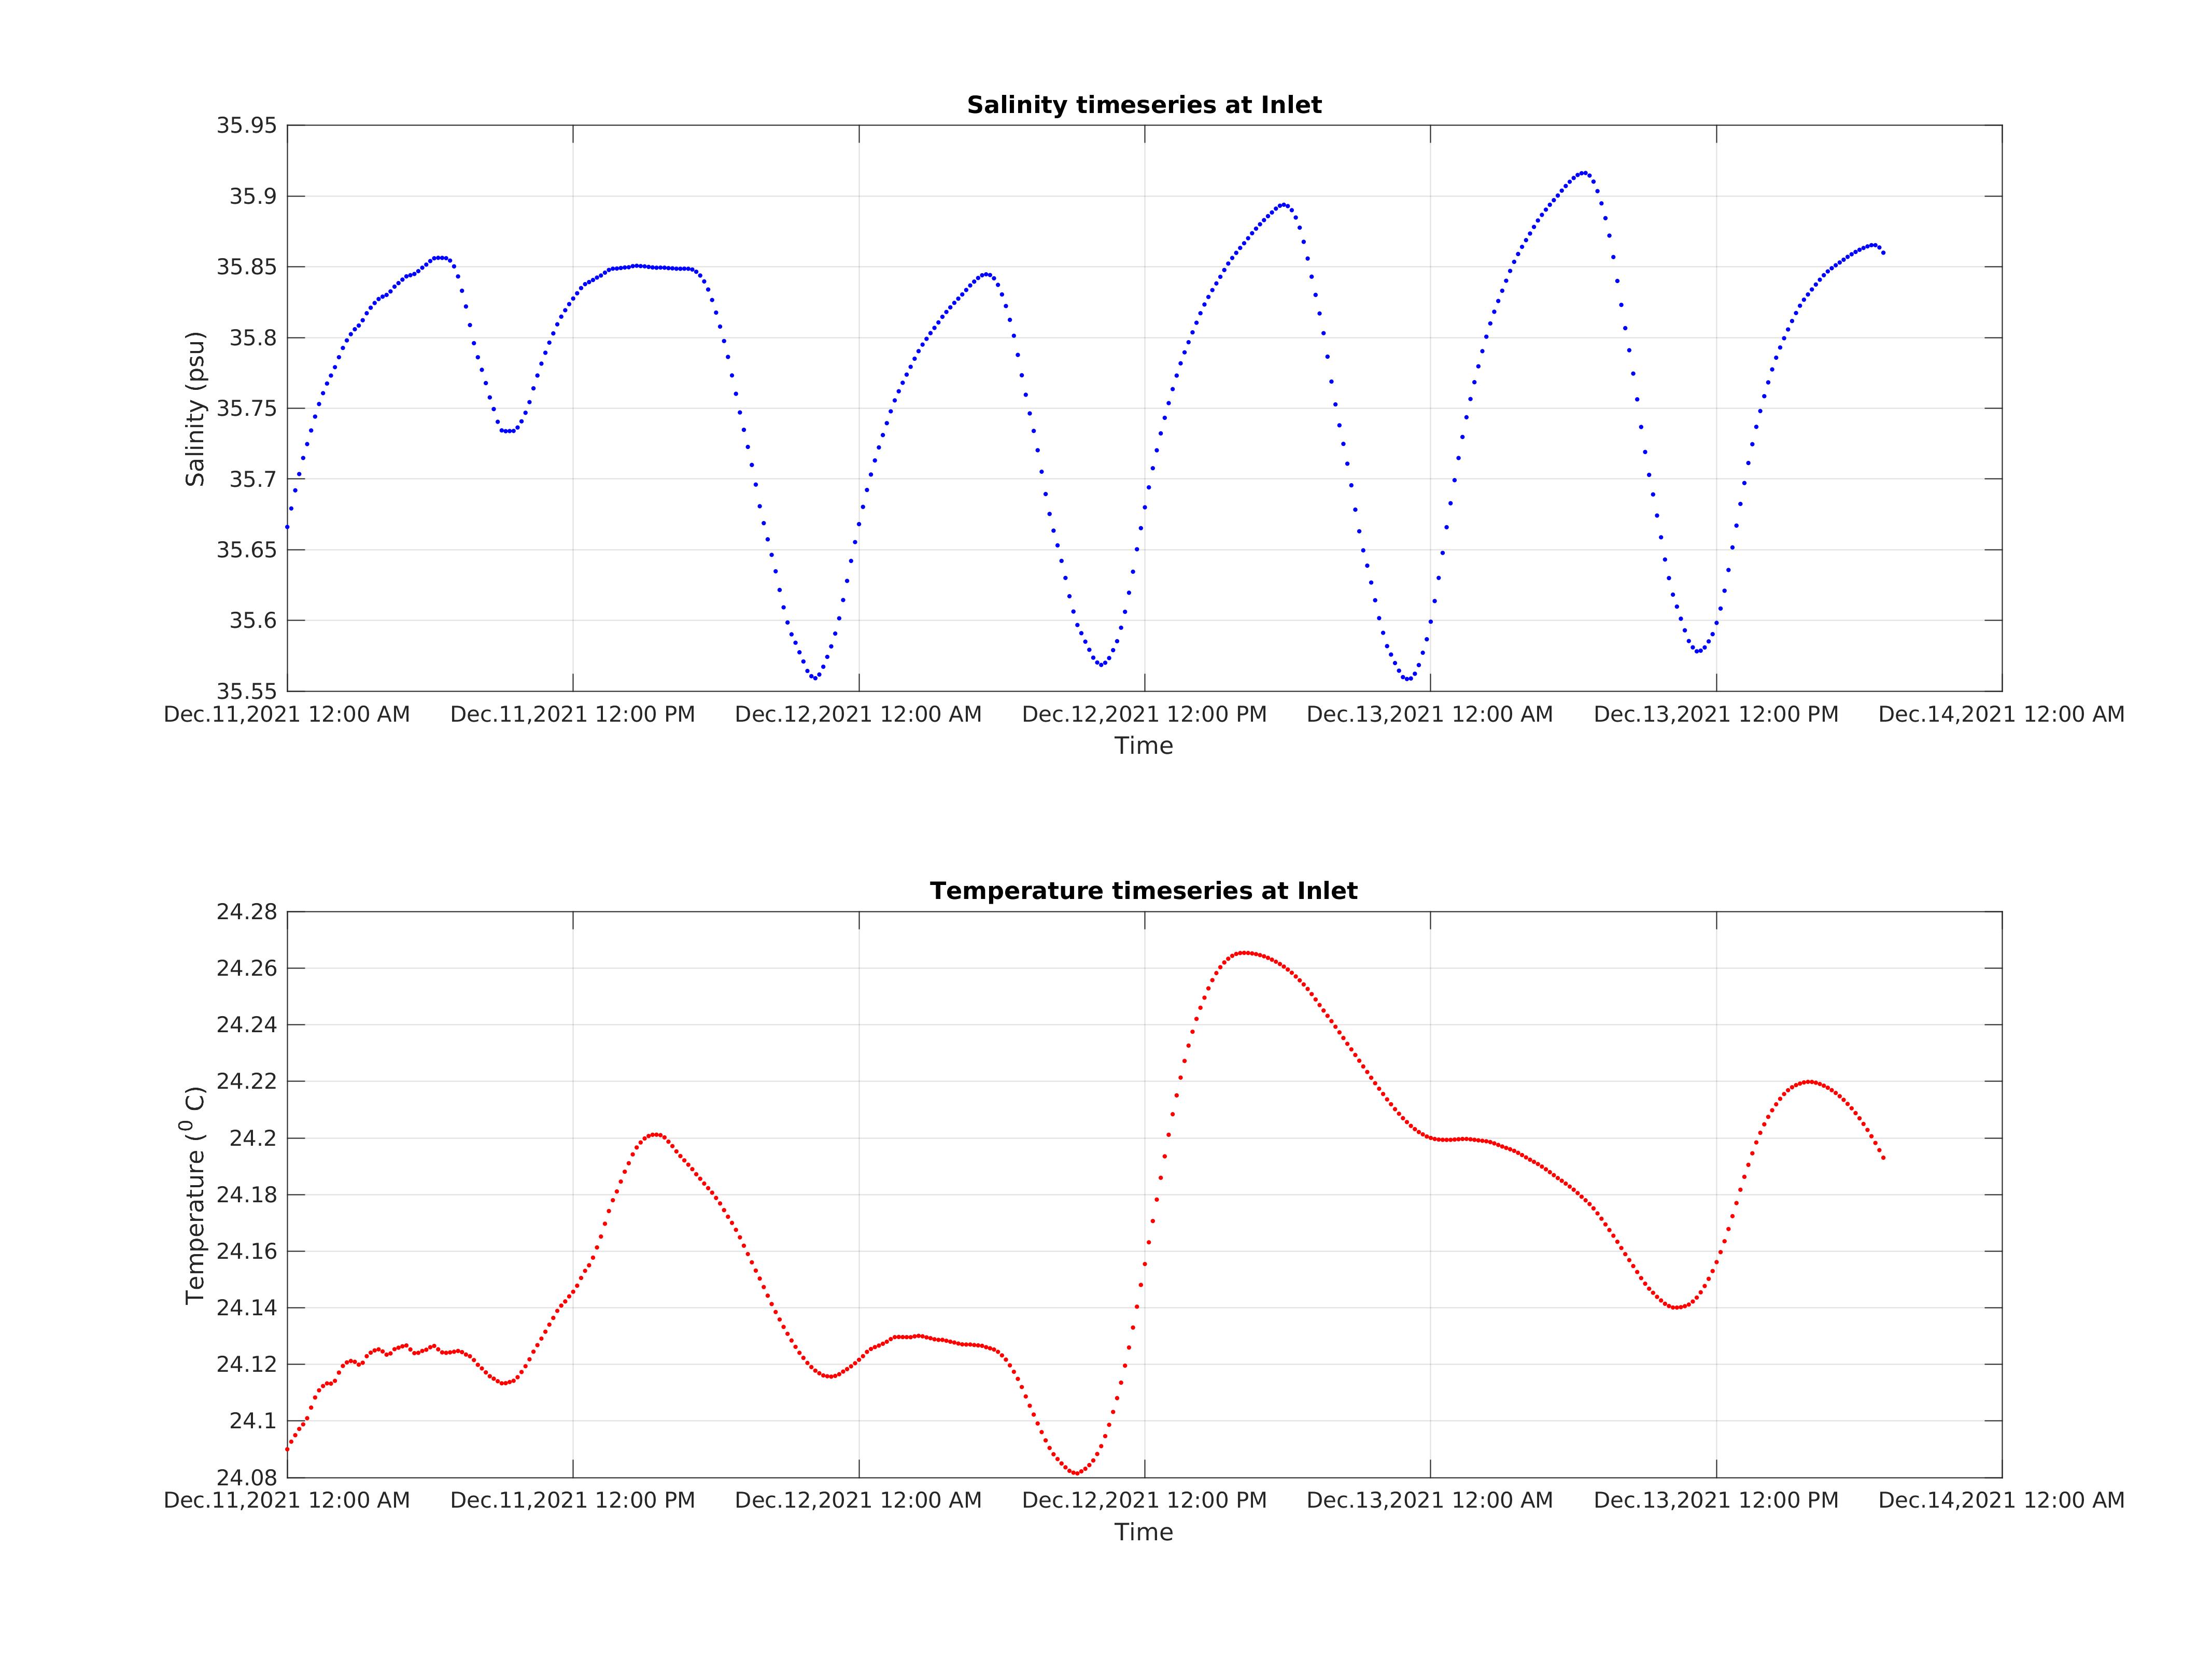 Salinity timeseries at Inlet
35.95
35.9
35.85
35.8
35.75
35.7
35.65
35.6
35.55
Salinity (psu)
Dec.11,2021 12:00 AM Dec.11,2021 12:00 PM Dec.12,2021 12:00 AM Dec.12,2021 12:00 PM Dec.13,2021 12:00 AM Dec.13,2021 12:00 PM Dec.14,2021 12:00 AM
Time
Temperature timeseries at Inlet
24.28
24.26
24.24
24.22
24.2
24.18
24.16
24.14
24.12
24.1
24.08
Temperature (⁰ C)
Dec.11,2021 12:00 AM Dec.11,2021 12:00 PM Dec.12,2021 12:00 AM Dec.12,2021 12:00 PM Dec.13,2021 12:00 AM Dec.13,2021 12:00 PM Dec.14,2021 12:00 AM
Time